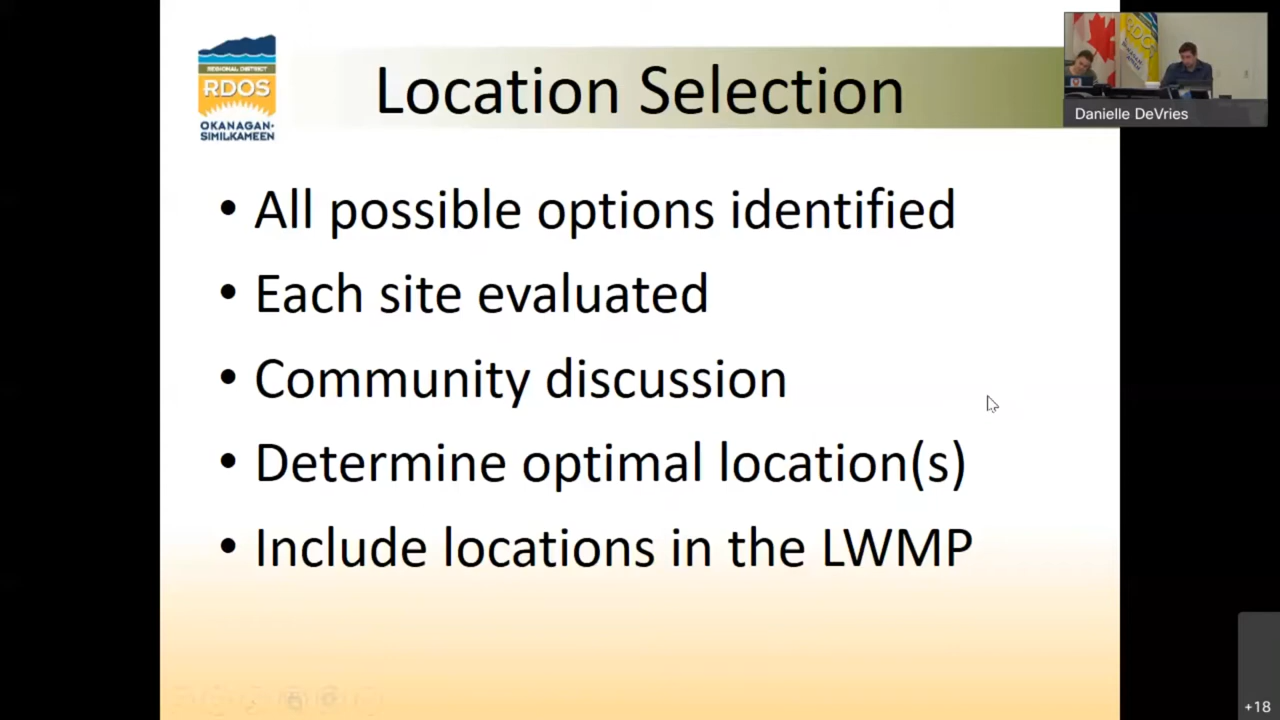 REGIONAL DISTRICT
RDOS
OKANAGAN-
SIMILKAMEEN
Location Selection
Danielle DeVries
• All possible options identified
• Each site evaluated
• Community discussion
• Determine optimal location(s)
• Include locations in the LWMP
+18